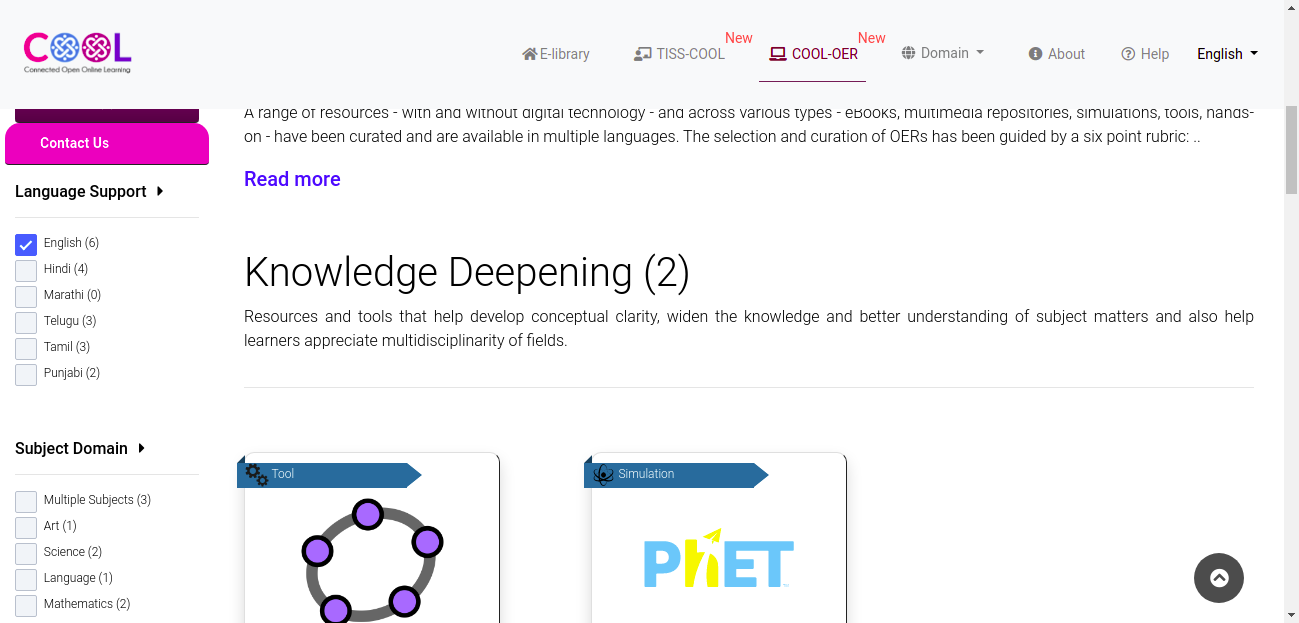 COOL
Connected Open Online Learning
E-library
TISS-COOL
New
COOL-OER
New
Domain
About
Help
English
Contact Us
Language Support
English (6)
Hindi (4)
Marathi (0)
Telugu (3)
Tamil (3)
Punjabi (2)
Subject Domain
Multiple Subjects (3)
Art (1)
Science (2)
Language (1)
Mathematics (2)
A range of resources - with and without digital technology - and across various types - eBooks, multimedia repositories, simulations, tools, hands-
on - have been curated and are available in multiple languages. The selection and curation of OERs has been guided by a six point rubric: ..
Read more
Knowledge Deepening (2)
Resources and tools that help develop conceptual clarity, widen the knowledge and better understanding of subject matters and also help
learners appreciate multidisciplinarity of fields.
Tool
Simulation
PhET